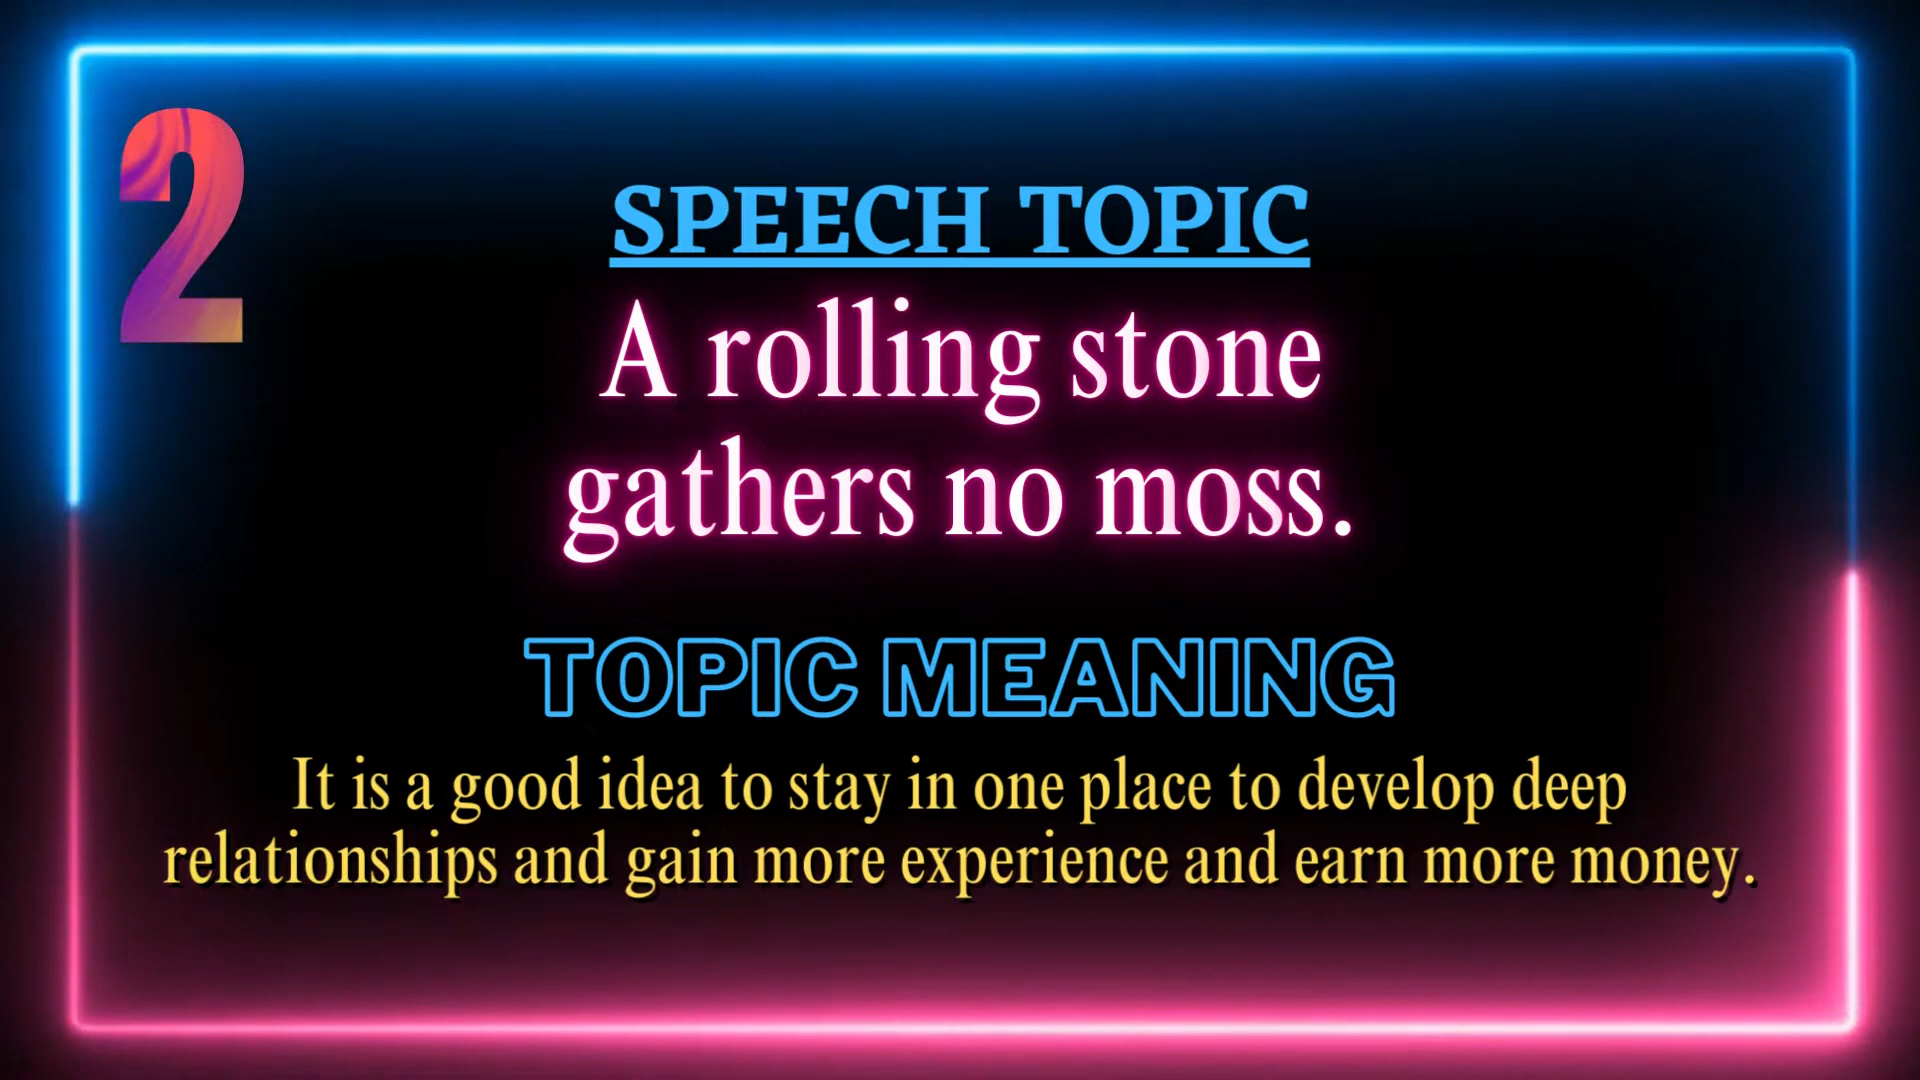 2
SPEECH TOPIC
A rolling stone
gathers no moss.
TOPIC MEANING
It is a good idea to stay in one place to develop deep
relationships and gain more experience and earn more money.